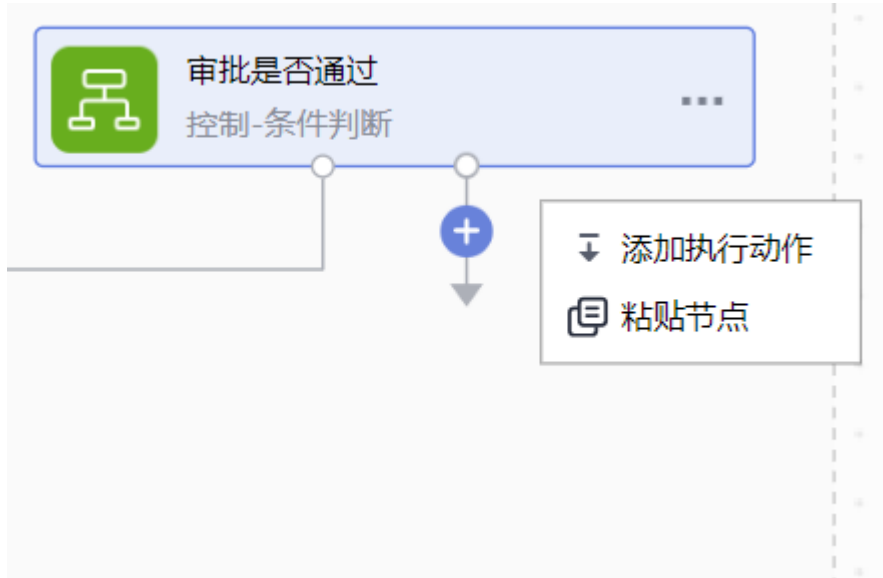 审批是否通过
控制-条件判断
添加执行动作
粘贴节点